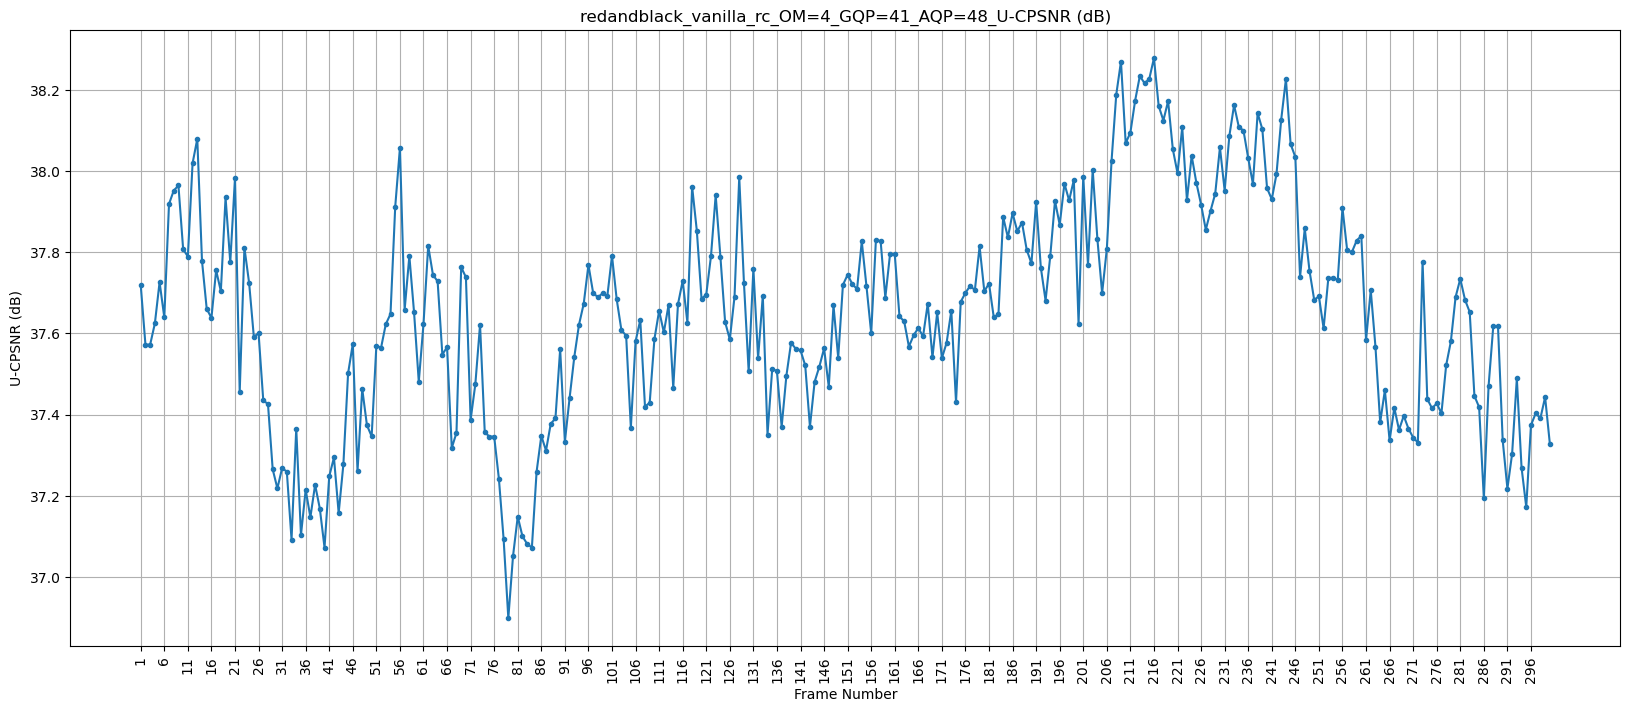 redandblack_vanilla_rc_OM=4_GQP=41_AQP=48_U-CPSNR (dB)
38.2
38.0
37.8
37.6
37.4
37.2
37.0
U-CPSNR (dB)
1 6 11 16 21 26 31 36 41 46 51 56 61 66 71 76 81 86 91 96 101 106 111 116 121 126 131 136 141 146 151 156 161 166 171 176 181 186 191 196 201 206 211 216 221 226 231 236 241 246 251 256 261 266 271 276 281 286 291 296
Frame Number